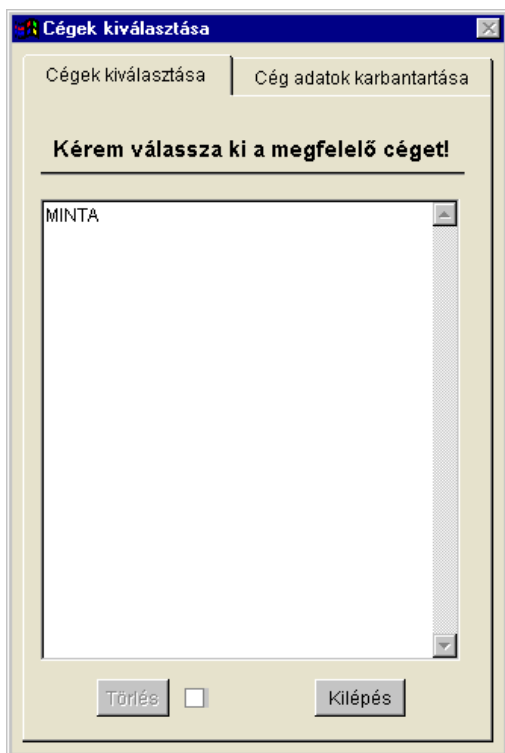 Cégek kiválasztása
Cégek kiválasztása Cég adatok karbantartása
Kérem válassza ki a megfelelő céget!
MINTA
Törlés Kilépés